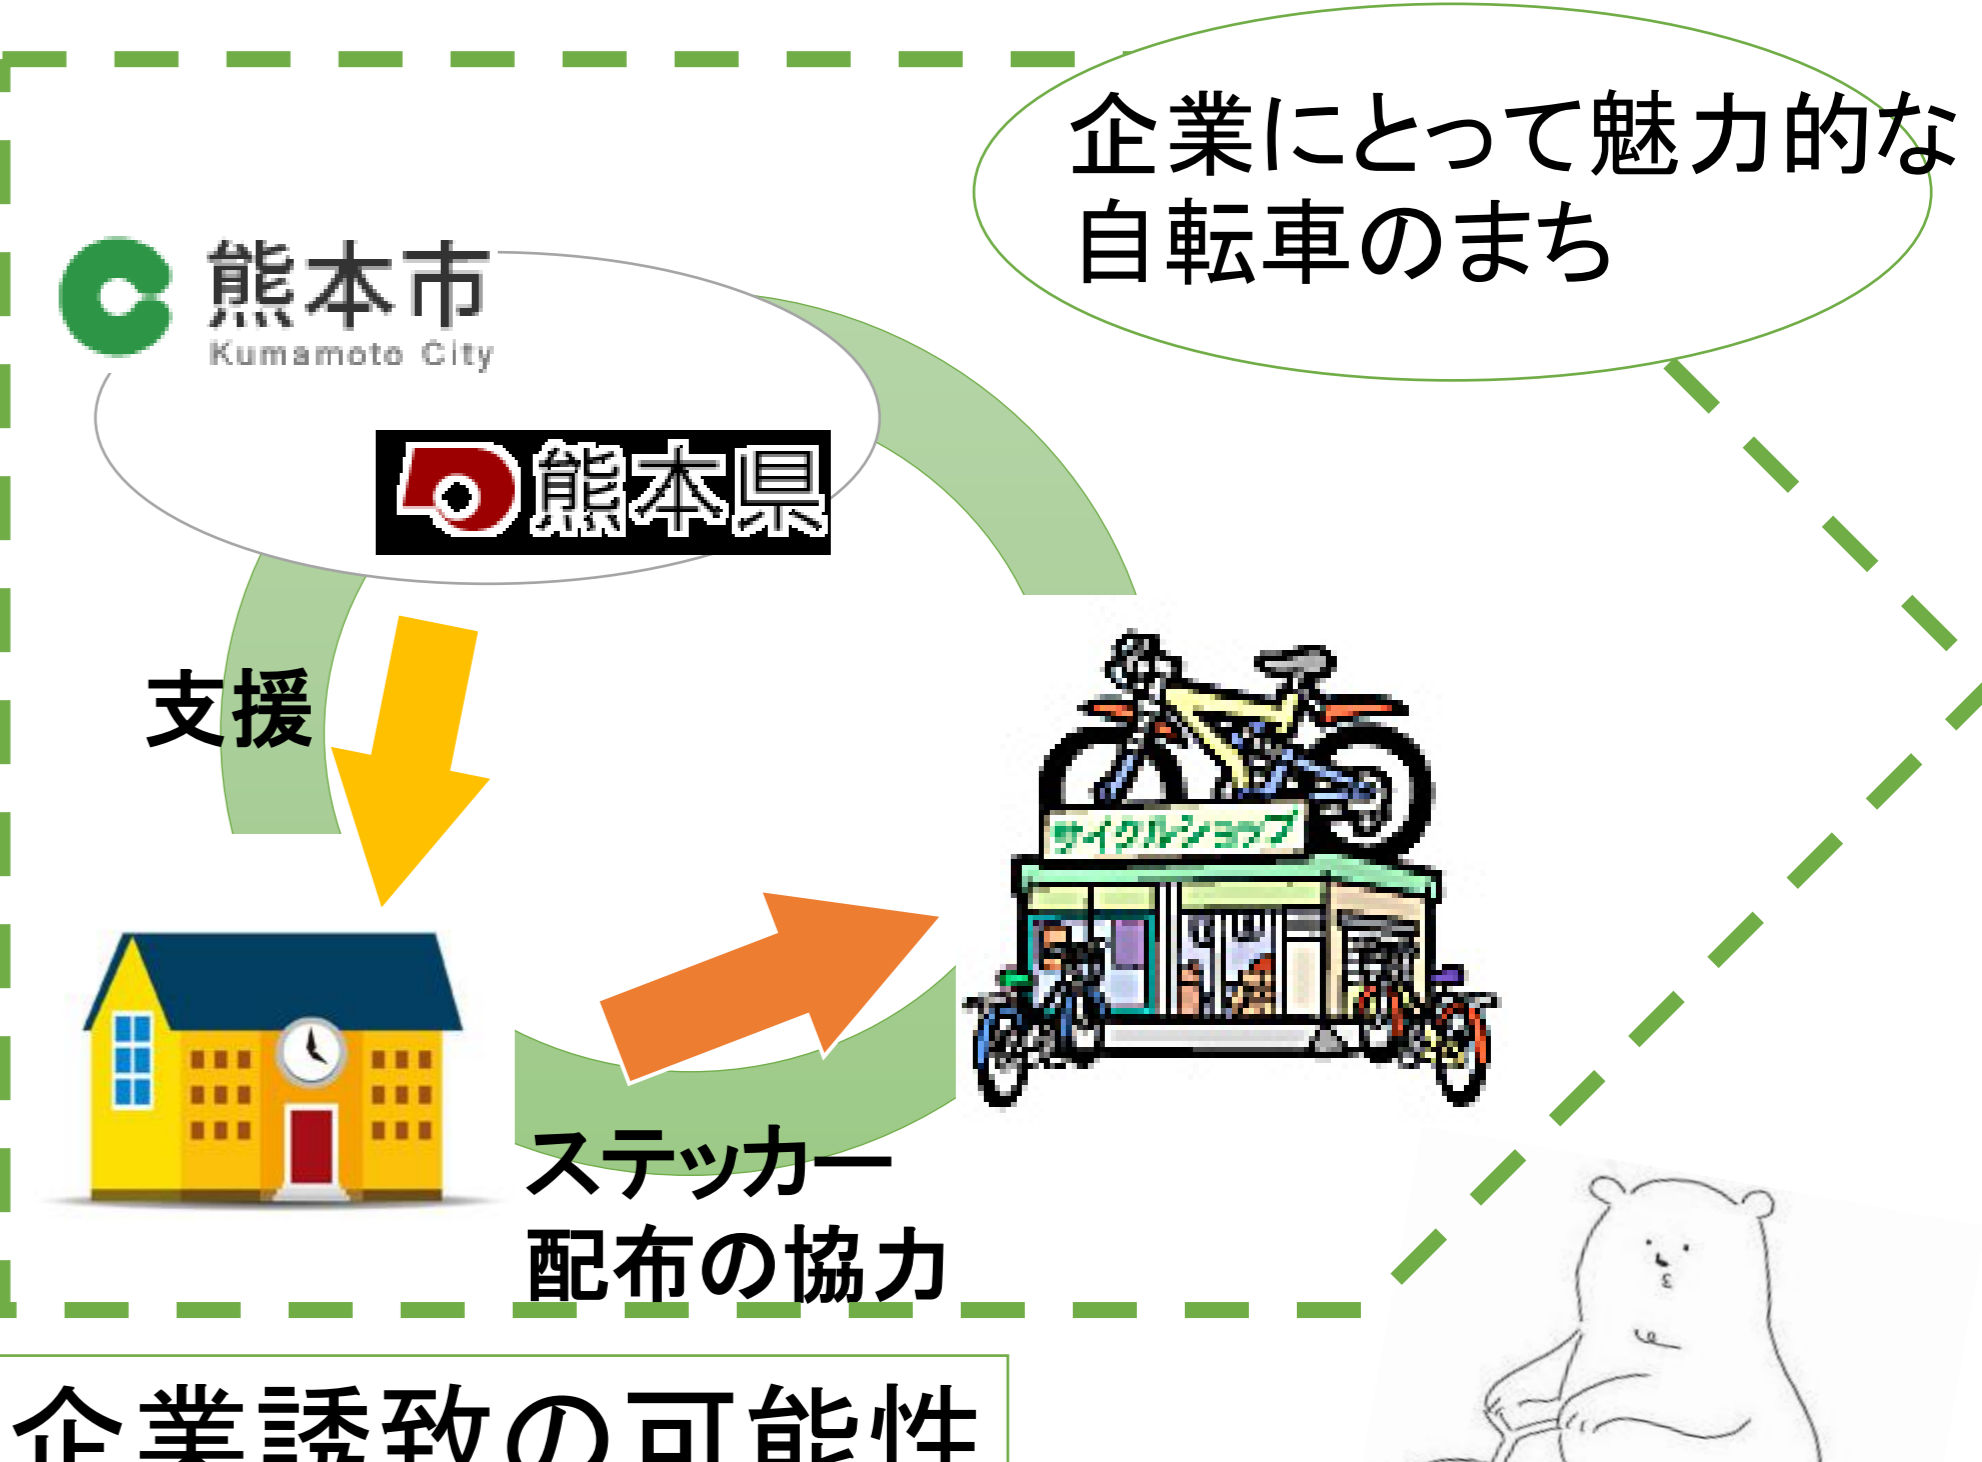 企業にとって魅力的な
自転車のまち
熊本市
Kumamoto City
熊本県
支援
サイクルショップ
ステッカー
配布の協力
企業誘致の可能性